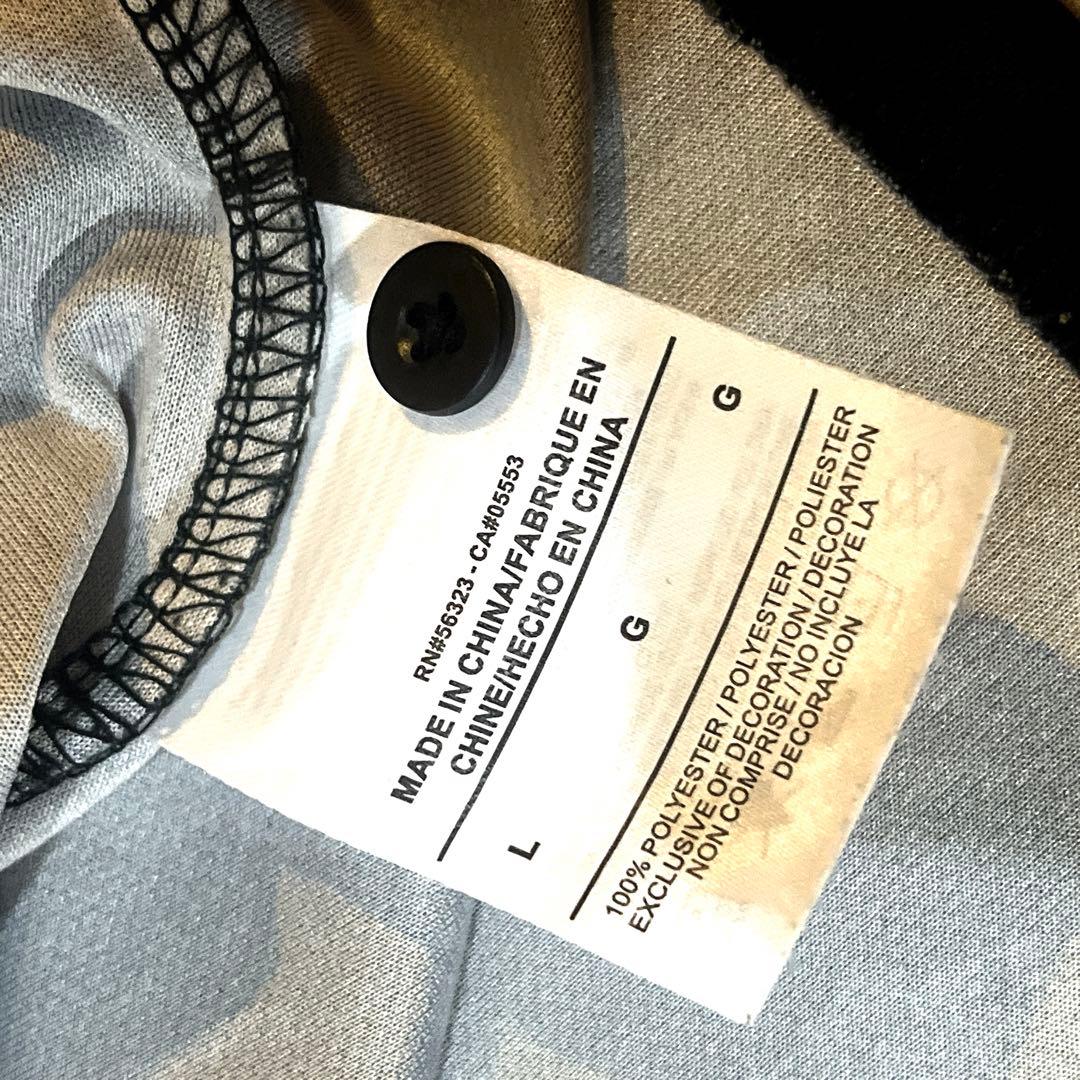 RN#56323 - CA#05553
MADE IN CHINA/FABRIQUE EN
CHINE/HECHO EN CHINA
L G G
100% POLYESTER / POLYESTER / POLIESTER
EXCLUSIVE OF DECORATION / DECORATION
NON COMPRISE / NO INCLUYE LA
DECORACION